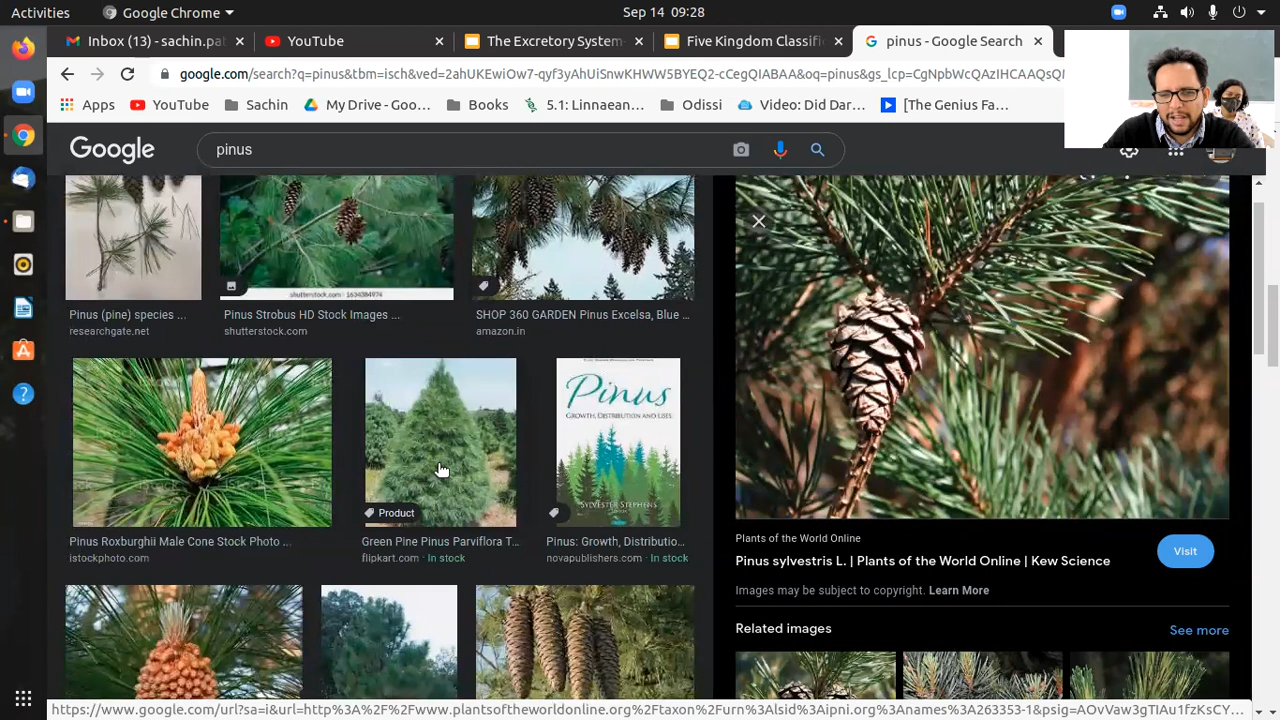 Activities Google Chrome Sep 14 09:28
Inbox (13) - sachin.pat
YouTube
The Excretory System-
Five Kingdom Classifi
pinus - Google Search
google.com/search?q=pinus&tbm=isch&ved=2ahUKEwiOw7-qyf3yAhUiSnwKHWW5BYEQ2-cCegQIABAA&oq=pinus&gs_lcp=CgNpbWcQAzIHCAAQsQ
Apps YouTube Sachin My Drive - Goo... Books 5.1: Linnaean... Odissi Video: Did Dar... [The Genius Fa...
Google
pinus
shutterstock.com · 1634384974
Pinus (pine) species ...
researchgate.net
Pinus Strobus HD Stock Images ...
shutterstock.com
SHOP 360 GARDEN Pinus Excelsa, Blue ...
amazon.in
Pinus
GROWTH, DISTRIBUTION AND USES
SYLVESTER STEPHENS
Product
Pinus Roxburghii Male Cone Stock Photo ...
istockphoto.com
Green Pine Pinus Parviflora T...
flipkart.com · In stock
Pinus: Growth, Distributio...
novapublishers.com · In stock
Plants of the World Online
Pinus sylvestris L. | Plants of the World Online | Kew Science
Visit
Images may be subject to copyright. Learn More
Related images
See more
https://www.google.com/url?sa=i&url=http%3A%2F%2Fwww.plantsoftheworldonline.org%2Ftaxon%2Furn%3Alsid%3Aipni.org%3Anames%3A263353-1&psig=AOvVaw3gTIAu1fzKsCY...